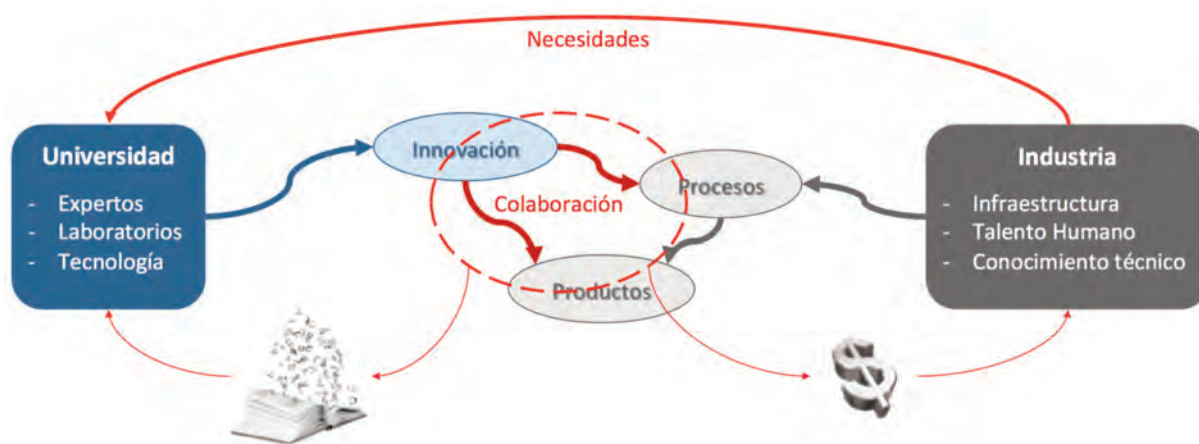 Necesidades
Universidad
- Expertos
- Laboratorios
- Tecnología
Innovación
Colaboración
Procesos
Productos
Industria
- Infraestructura
- Talento Humano
- Conocimiento técnico
$